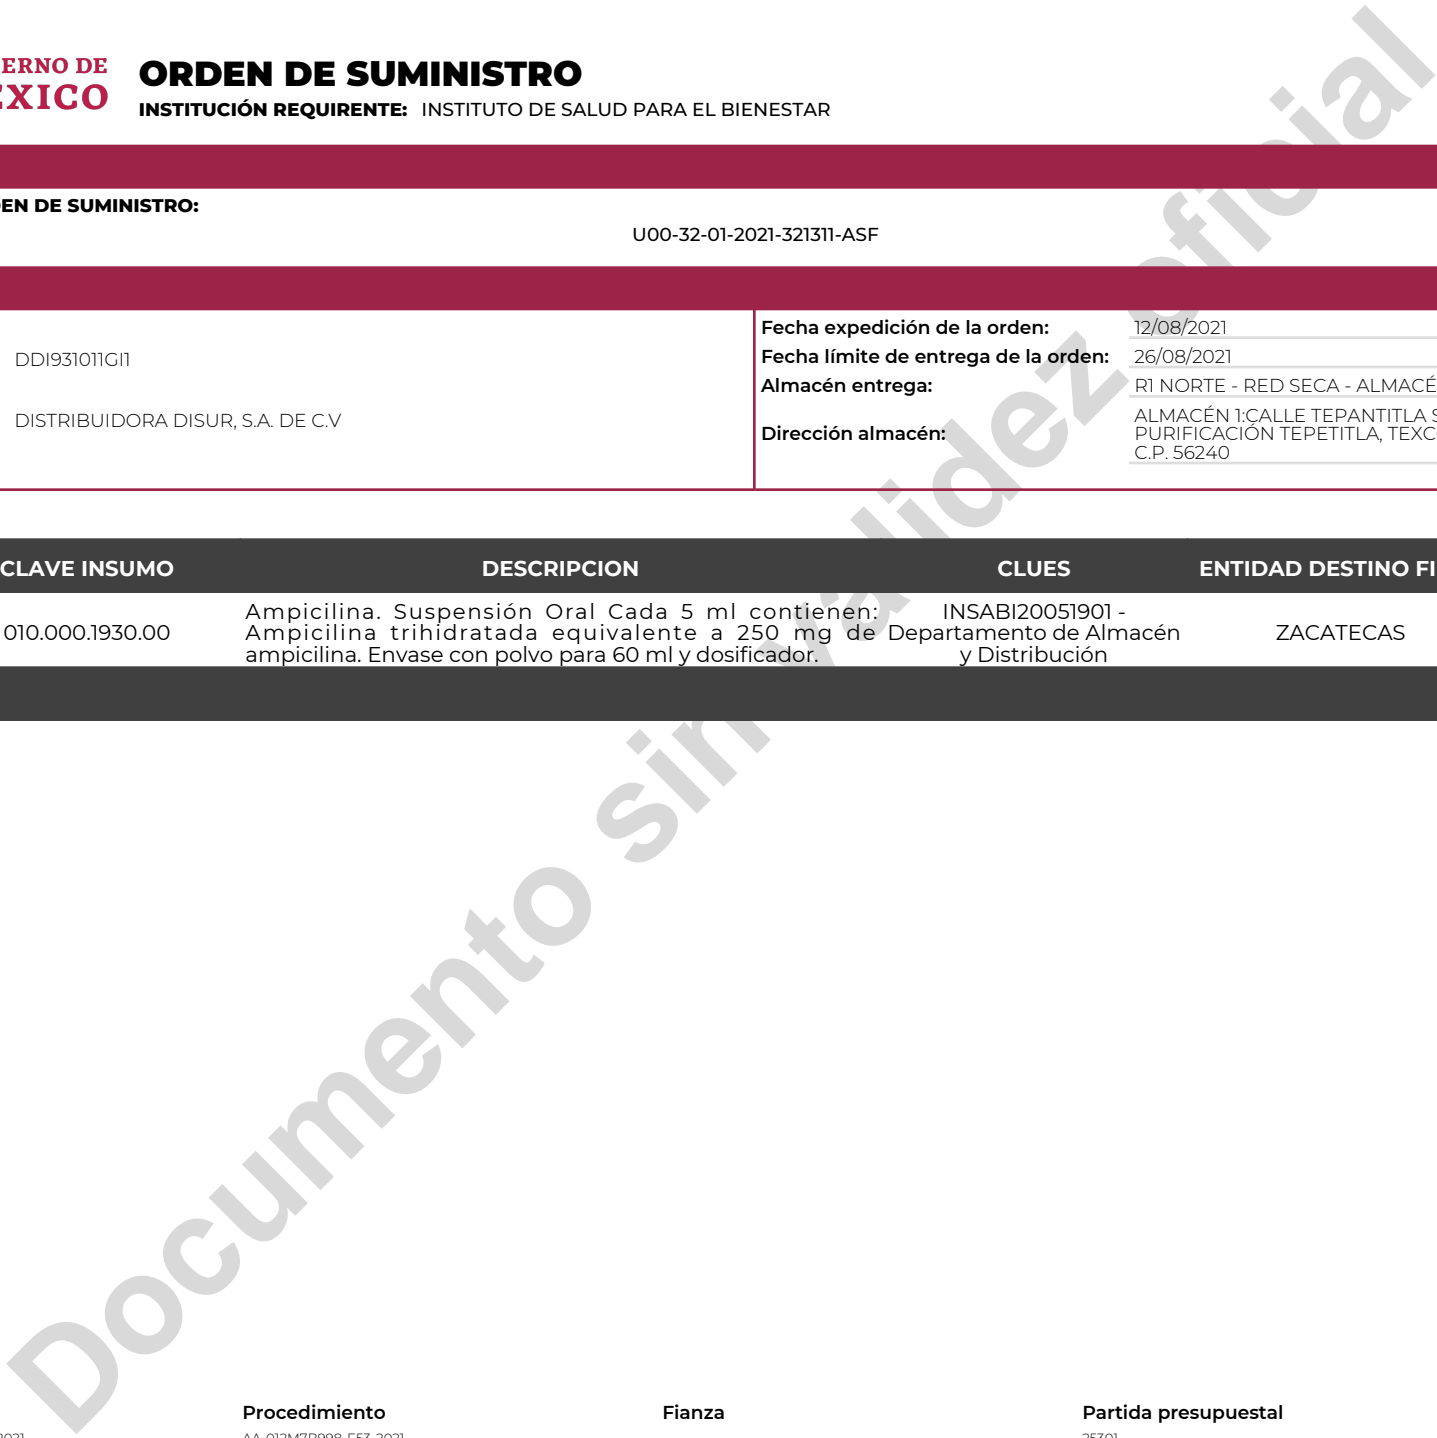 ERNO DE
EXICO
ORDEN DE SUMINISTRO
INSTITUCIÓN REQUIRENTE: INSTITUTO DE SALUD PARA EL BIENESTAR
EN DE SUMINISTRO:
U00-32-01-2021-321311-ASF
DDI931011GI1
DISTRIBUIDORA DISUR, S.A. DE C.V
Fecha expedición de la orden: 12/08/2021
Fecha límite de entrega de la orden: 26/08/2021
Almacén entrega: R1 NORTE - RED SECA - ALMACÉ
Dirección almacén: ALMACÉN 1:CALLE TEPANTITLA S
PURIFICACIÓN TEPETITLA, TEXC
C.P. 56240
CLAVE INSUMO DESCRIPCION CLUES ENTIDAD DESTINO FI
010.000.1930.00
Ampicilina. Suspensión Oral Cada 5 ml contienen:
Ampicilina trihidratada equivalente a 250 mg de
ampicilina. Envase con polvo para 60 ml y dosificador.
INSABI20051901 -
Departamento de Almacén
y Distribución
ZACATECAS
Documento sin validez oficial
Procedimiento Fianza Partida presupuestal